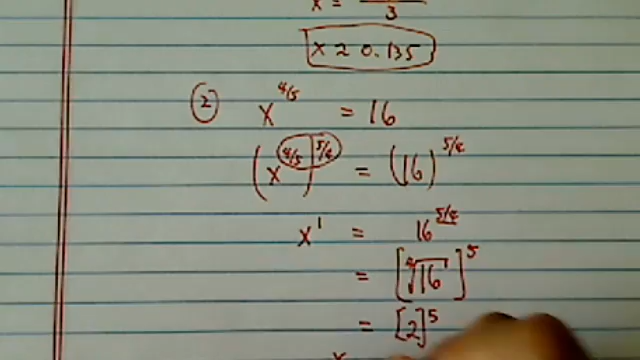 x = 3
x ≈ 0.135
② x^{4/5} = 16
(x^{4/5})^{5/4} = (16)^{5/4}
x^1 = 16^{5/4}
= [∜16]^5
= [2]^5
x